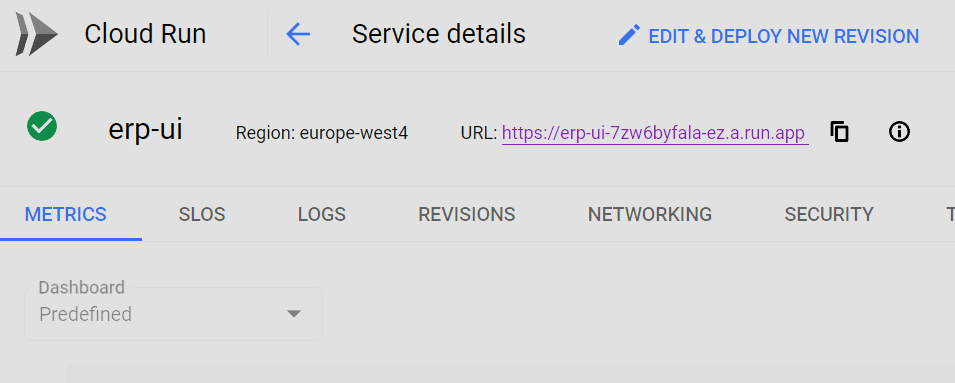 Cloud Run Service details EDIT & DEPLOY NEW REVISION
erp-ui Region: europe-west4 URL: https://erp-ui-7zw6byfala-ez.a.run.app
METRICS SLOS LOGS REVISIONS NETWORKING SECURITY T
Dashboard
Predefined